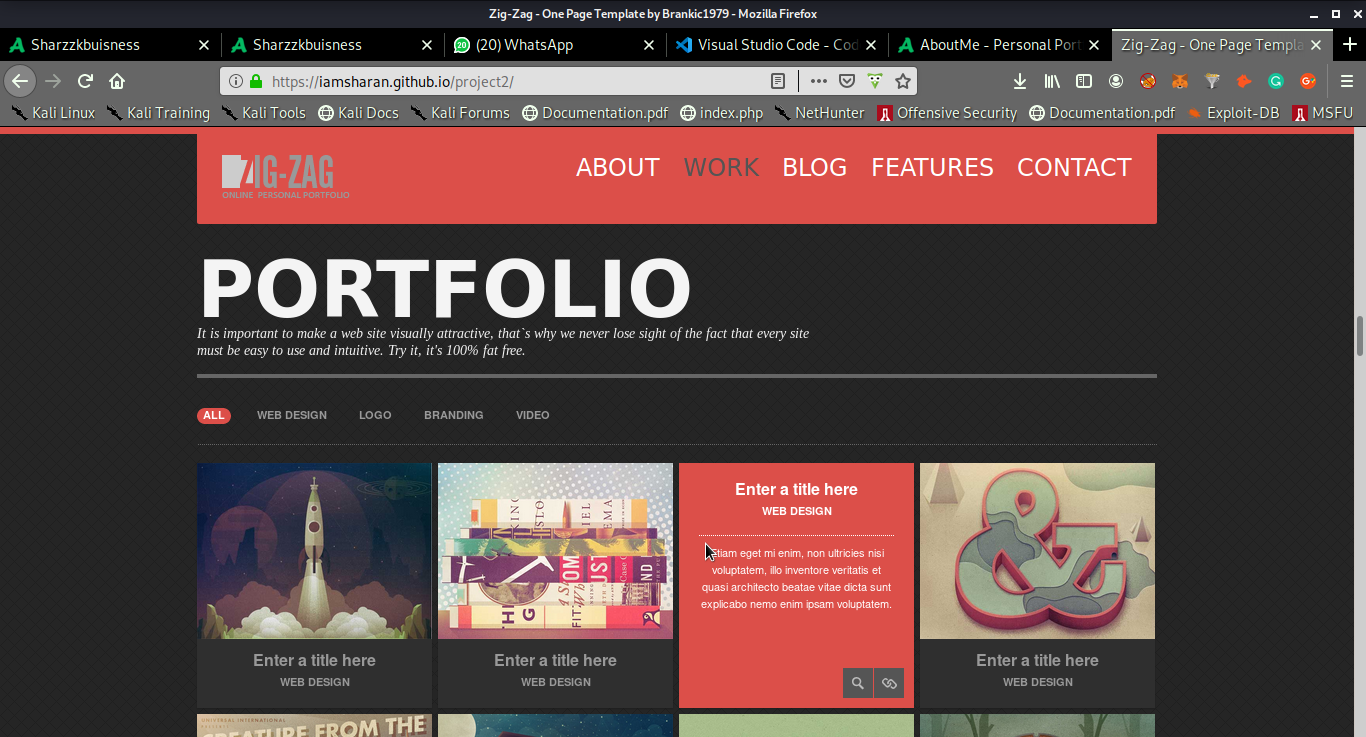 Zig-Zag - One Page Template by Brankic1979 - Mozilla Firefox
Sharzzkbuisness
Sharzzkbuisness
(20) WhatsApp
Visual Studio Code - Cod
AboutMe - Personal Port
Zig-Zag - One Page Templa
https://iamsharan.github.io/project2/
Kali Linux
Kali Training
Kali Tools
Kali Docs
Kali Forums
Documentation.pdf
index.php
NetHunter
Offensive Security
Documentation.pdf
Exploit-DB
MSFU
ZIG-ZAG
ONLINE PERSONAL PORTFOLIO
ABOUT
WORK
BLOG
FEATURES
CONTACT
PORTFOLIO
It is important to make a web site visually attractive, that`s why we never lose sight of the fact that every site
must be easy to use and intuitive. Try it, it's 100% fat free.
ALL
WEB DESIGN
LOGO
BRANDING
VIDEO
Enter a title here
WEB DESIGN
Enter a title here
WEB DESIGN
Enter a title here
WEB DESIGN
tiam eget mi enim, non ultricies nisi
voluptatem, illo inventore veritatis et
quasi architecto beatae vitae dicta sunt
explicabo nemo enim ipsam voluptatem.
&
Enter a title here
WEB DESIGN
UNIVERSAL INTERNATIONAL
CREATURE FROM THE